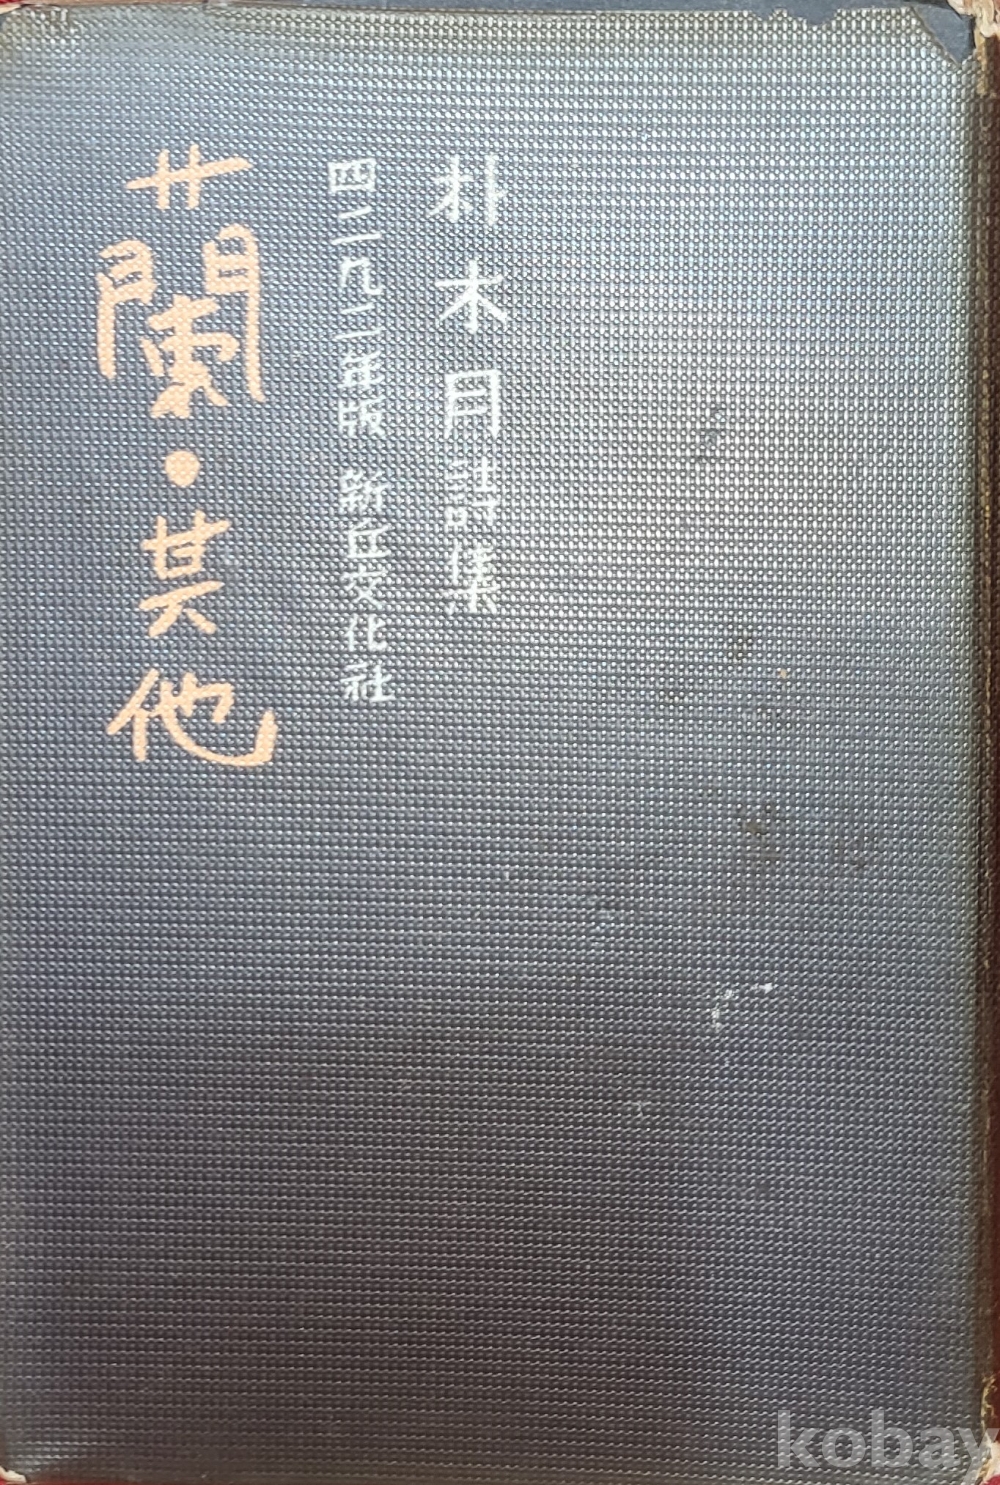 朴木月詩集
四二九二年版 新丘文化社
蘭·其他
kobay